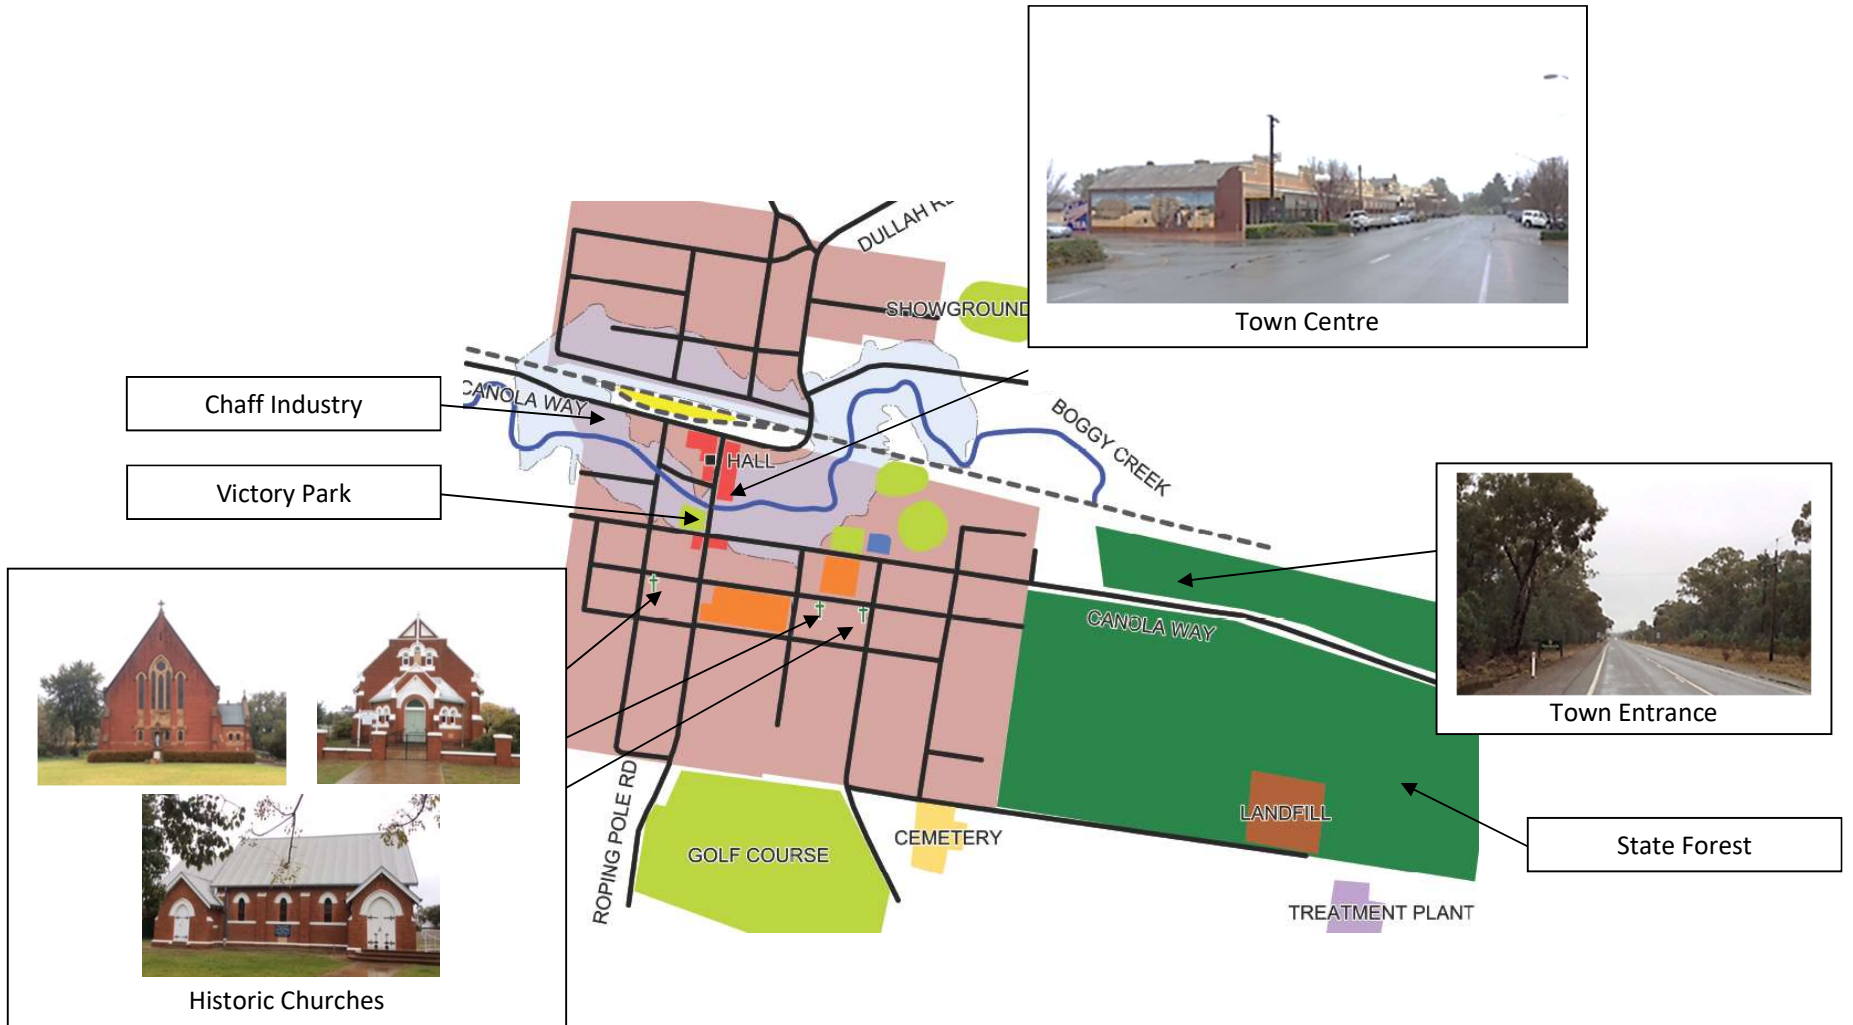 Town Centre
DULLAH RD
SHOWGROUND
CANOLA WAY
Chaff Industry
BOGGY CREEK
HALL
Victory Park
CANOLA WAY
Town Entrance
ROPING POLE RD
GOLF COURSE
CEMETERY
LANDFILL
State Forest
TREATMENT PLANT
Historic Churches